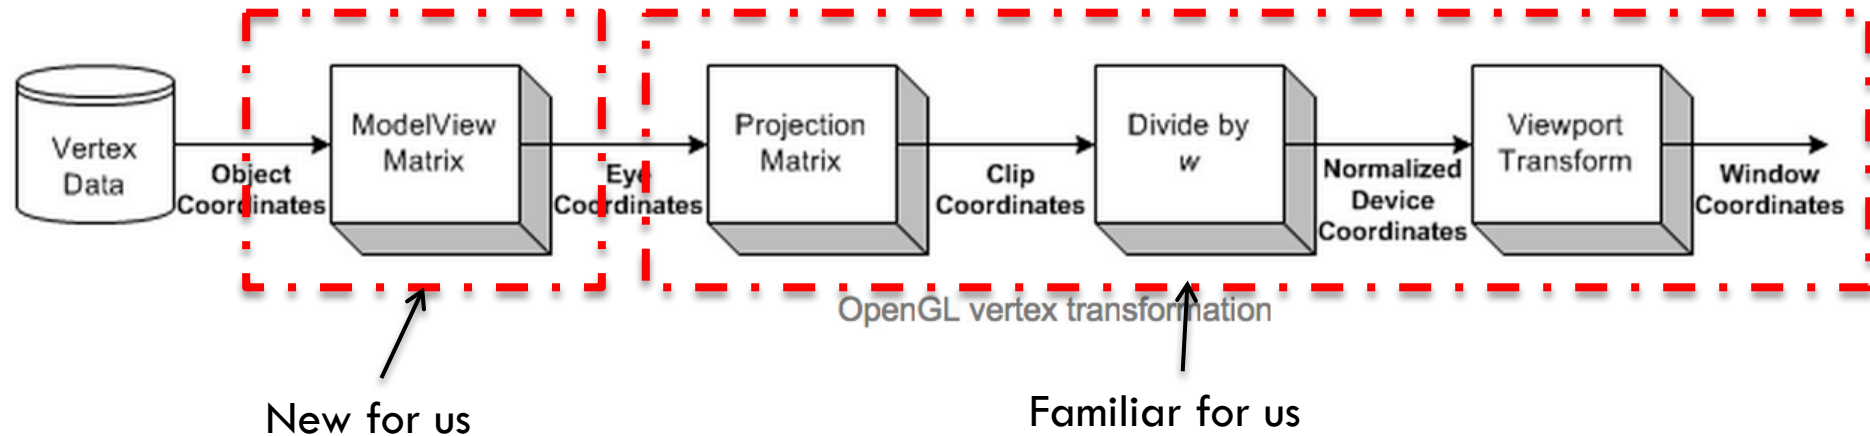 Vertex
Data
Object
Coordinates
ModelView
Matrix
Eye
Coordinates
Projection
Matrix
Clip
Coordinates
Divide by
w
Normalized
Device
Coordinates
Viewport
Transform
Window
Coordinates
OpenGL vertex transformation
New for us
Familiar for us